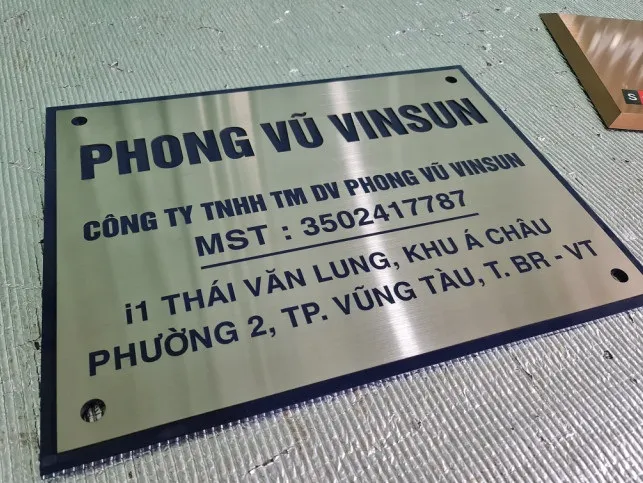 PHONG VŨ VINSUN
CÔNG TY TNHH TM DV PHONG VŨ VINSUN
MST : 3502417787
i1 THÁI VĂN LUNG, KHU Á CHÂU
PHƯỜNG 2, TP. VŨNG TÀU, T. BR - VT
S